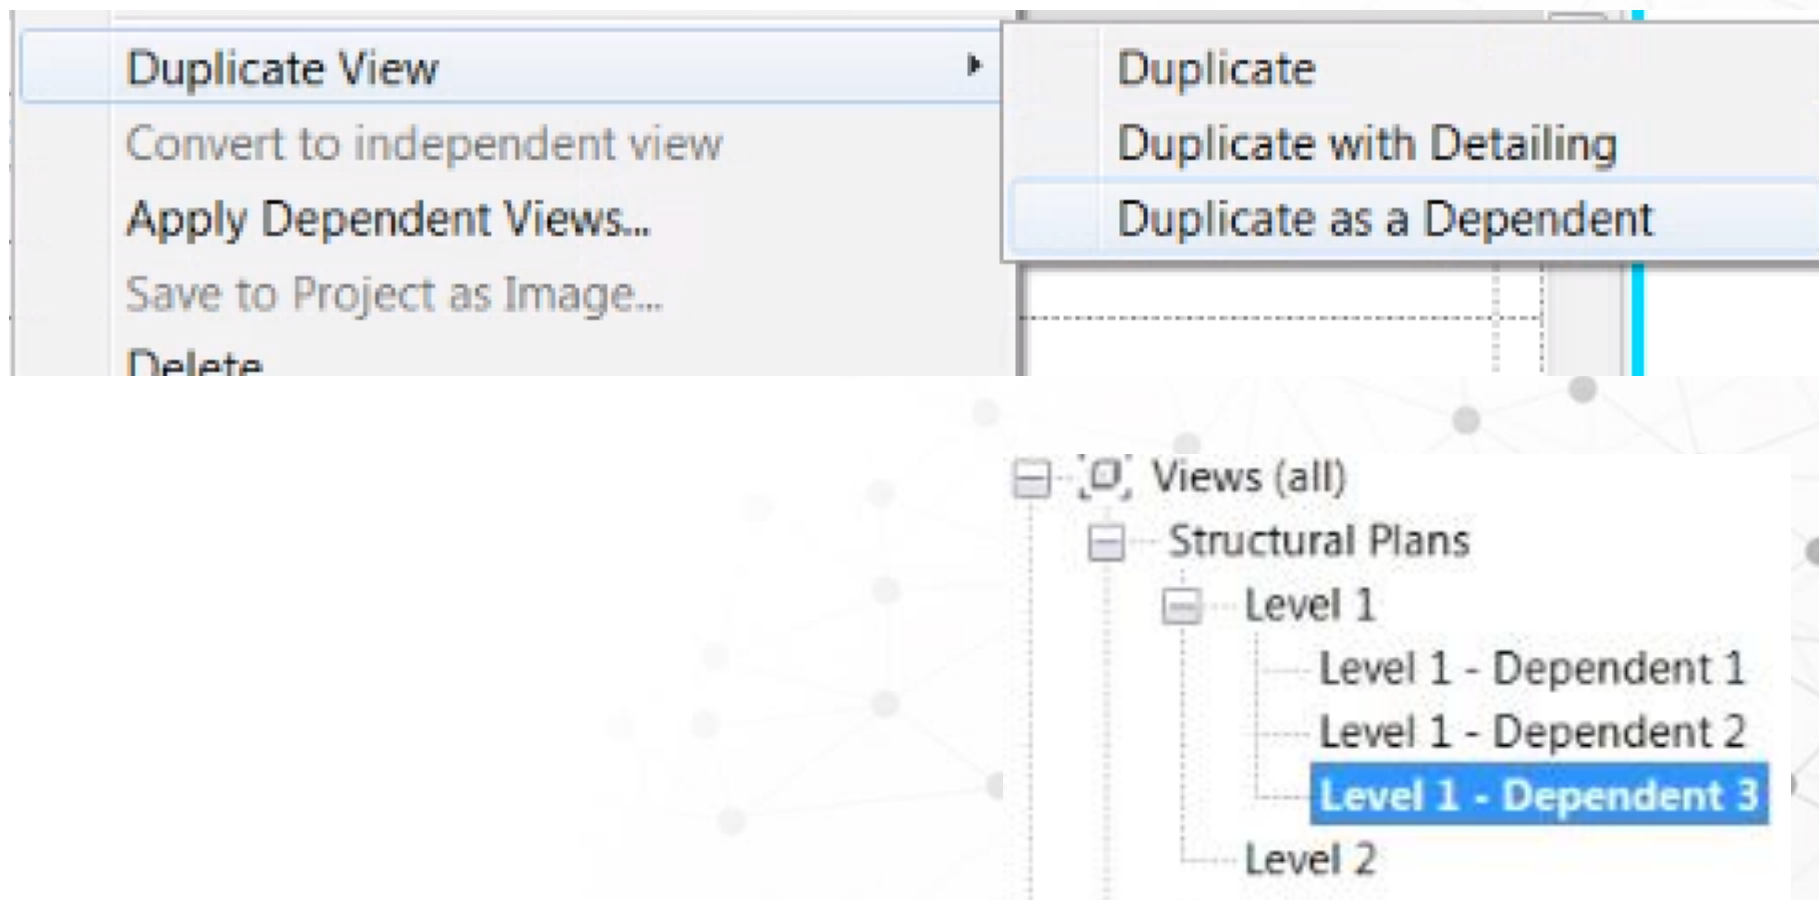 Duplicate View
Convert to independent view
Apply Dependent Views...
Save to Project as Image...
Delete
Duplicate
Duplicate with Detailing
Duplicate as a Dependent
Views (all)
Structural Plans
Level 1
Level 1 - Dependent 1
Level 1 - Dependent 2
Level 1 - Dependent 3
Level 2